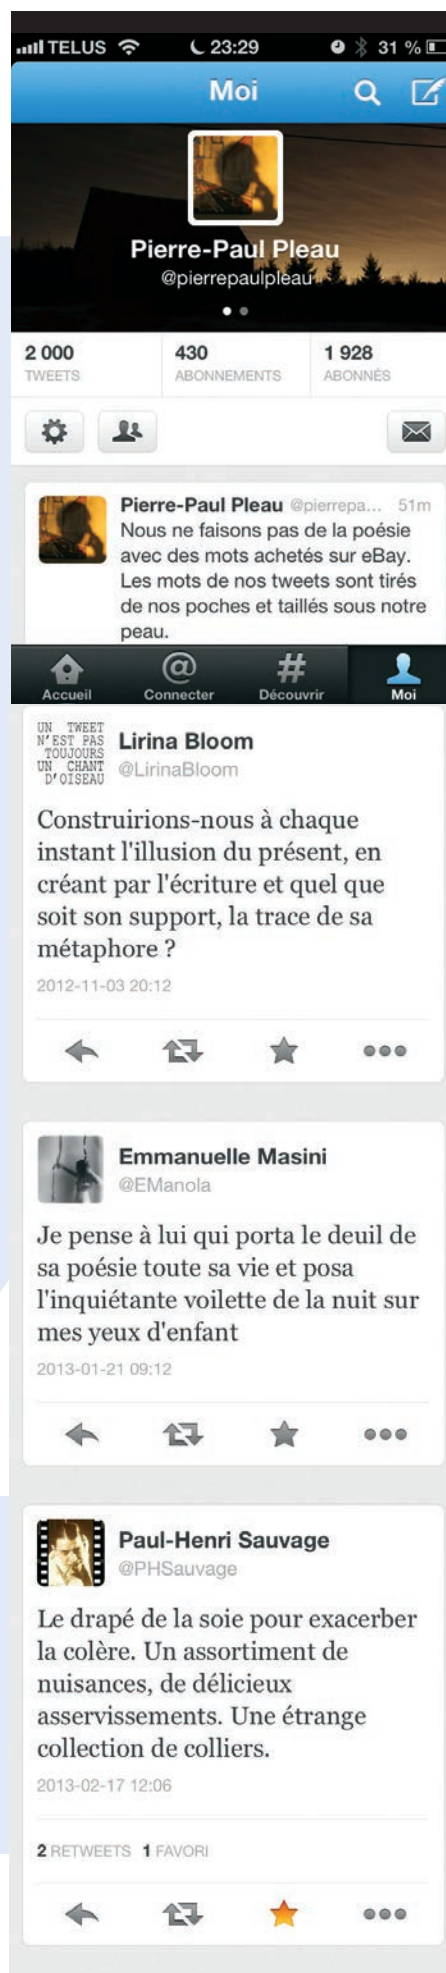 TELUS 23:29 31 %
Moi
Pierre-Paul Pleau
@pierrepaulpleau
2 000 430 1 928
TWEETS ABONNEMENTS ABONNÉS
Pierre-Paul Pleau @pierrepa... 51m
Nous ne faisons pas de la poésie
avec des mots achetés sur eBay.
Les mots de nos tweets sont tirés
de nos poches et taillés sous notre
peau.
Accueil Connecter Découvrir Moi
UN TWEET
N'EST PAS
TOUJOURS
UN CHANT
D'OISEAU
Lirina Bloom
@LirinaBloom
Construirions-nous à chaque
instant l'illusion du présent, en
créant par l'écriture et quel que
soit son support, la trace de sa
métaphore ?
2012-11-03 20:12
Emmanuelle Masini
@EManola
Je pense à lui qui porta le deuil de
sa poésie toute sa vie et posa
l'inquiétante voilette de la nuit sur
mes yeux d'enfant
2013-01-21 09:12
Paul-Henri Sauvage
@PHSauvage
Le drapé de la soie pour exacerber
la colère. Un assortiment de
nuisances, de délicieux
asservissements. Une étrange
collection de colliers.
2013-02-17 12:06
2 RETWEETS 1 FAVORI